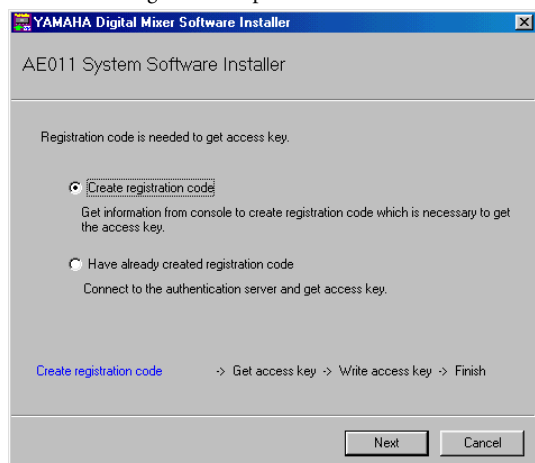 YAMAHA Digital Mixer Software Installer
AE011 System Software Installer
Registration code is needed to get access key.
Create registration code
Get information from console to create registration code which is necessary to get
the access key.
Have already created registration code
Connect to the authentication server and get access key.
Create registration code -> Get access key -> Write access key -> Finish
Next Cancel